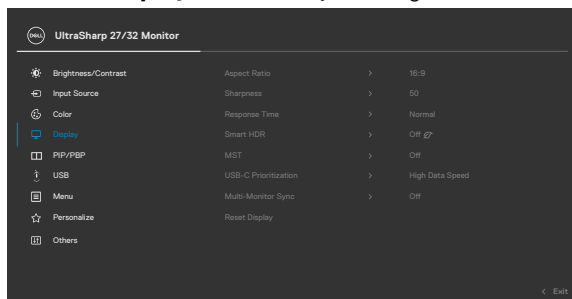 DELL UltraSharp 27/32 Monitor
Brightness/Contrast Aspect Ratio > 16:9
Input Source Sharpness > 50
Color Response Time > Normal
Display Smart HDR > Off
PIP/PBP MST > Off
USB USB-C Prioritization > High Data Speed
Menu Multi-Monitor Sync > Off
Personalize Reset Display
Others
< Exit